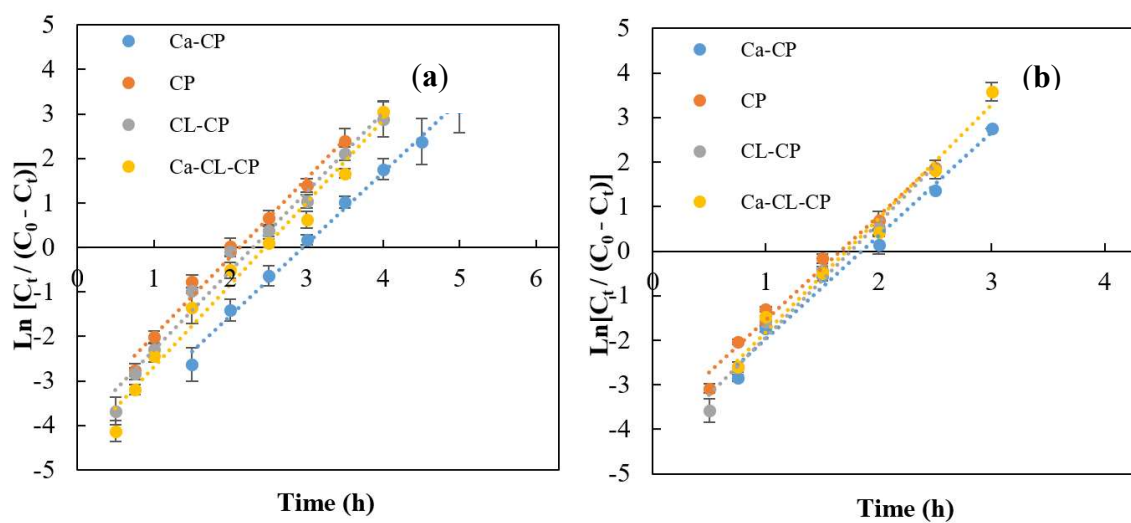 5
4
3
2
1
0
-1
-2
-3
-4
-5
0
1
2
3
4
5
6
Ca-CP
CP
CL-CP
Ca-CL-CP
(a)
Ln [Ct / (C0 - Ct)]
Time (h)
5
4
3
2
1
0
-1
-2
-3
-4
-5
0
1
2
3
4
Ca-CP
CP
CL-CP
Ca-CL-CP
(b)
Ln[Ct / (C0 - Ct)]
Time (h)